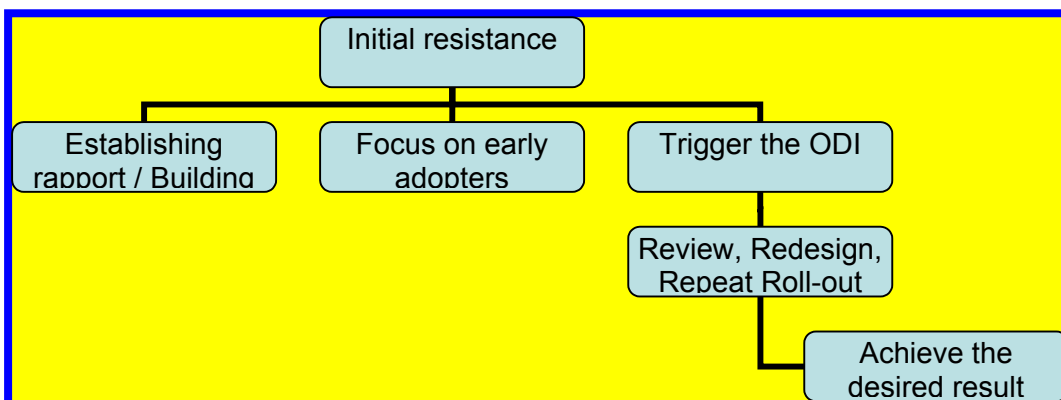 Initial resistance
Establishing
rapport / Building
Focus on early
adopters
Trigger the ODI
Review, Redesign,
Repeat Roll-out
Achieve the
desired result